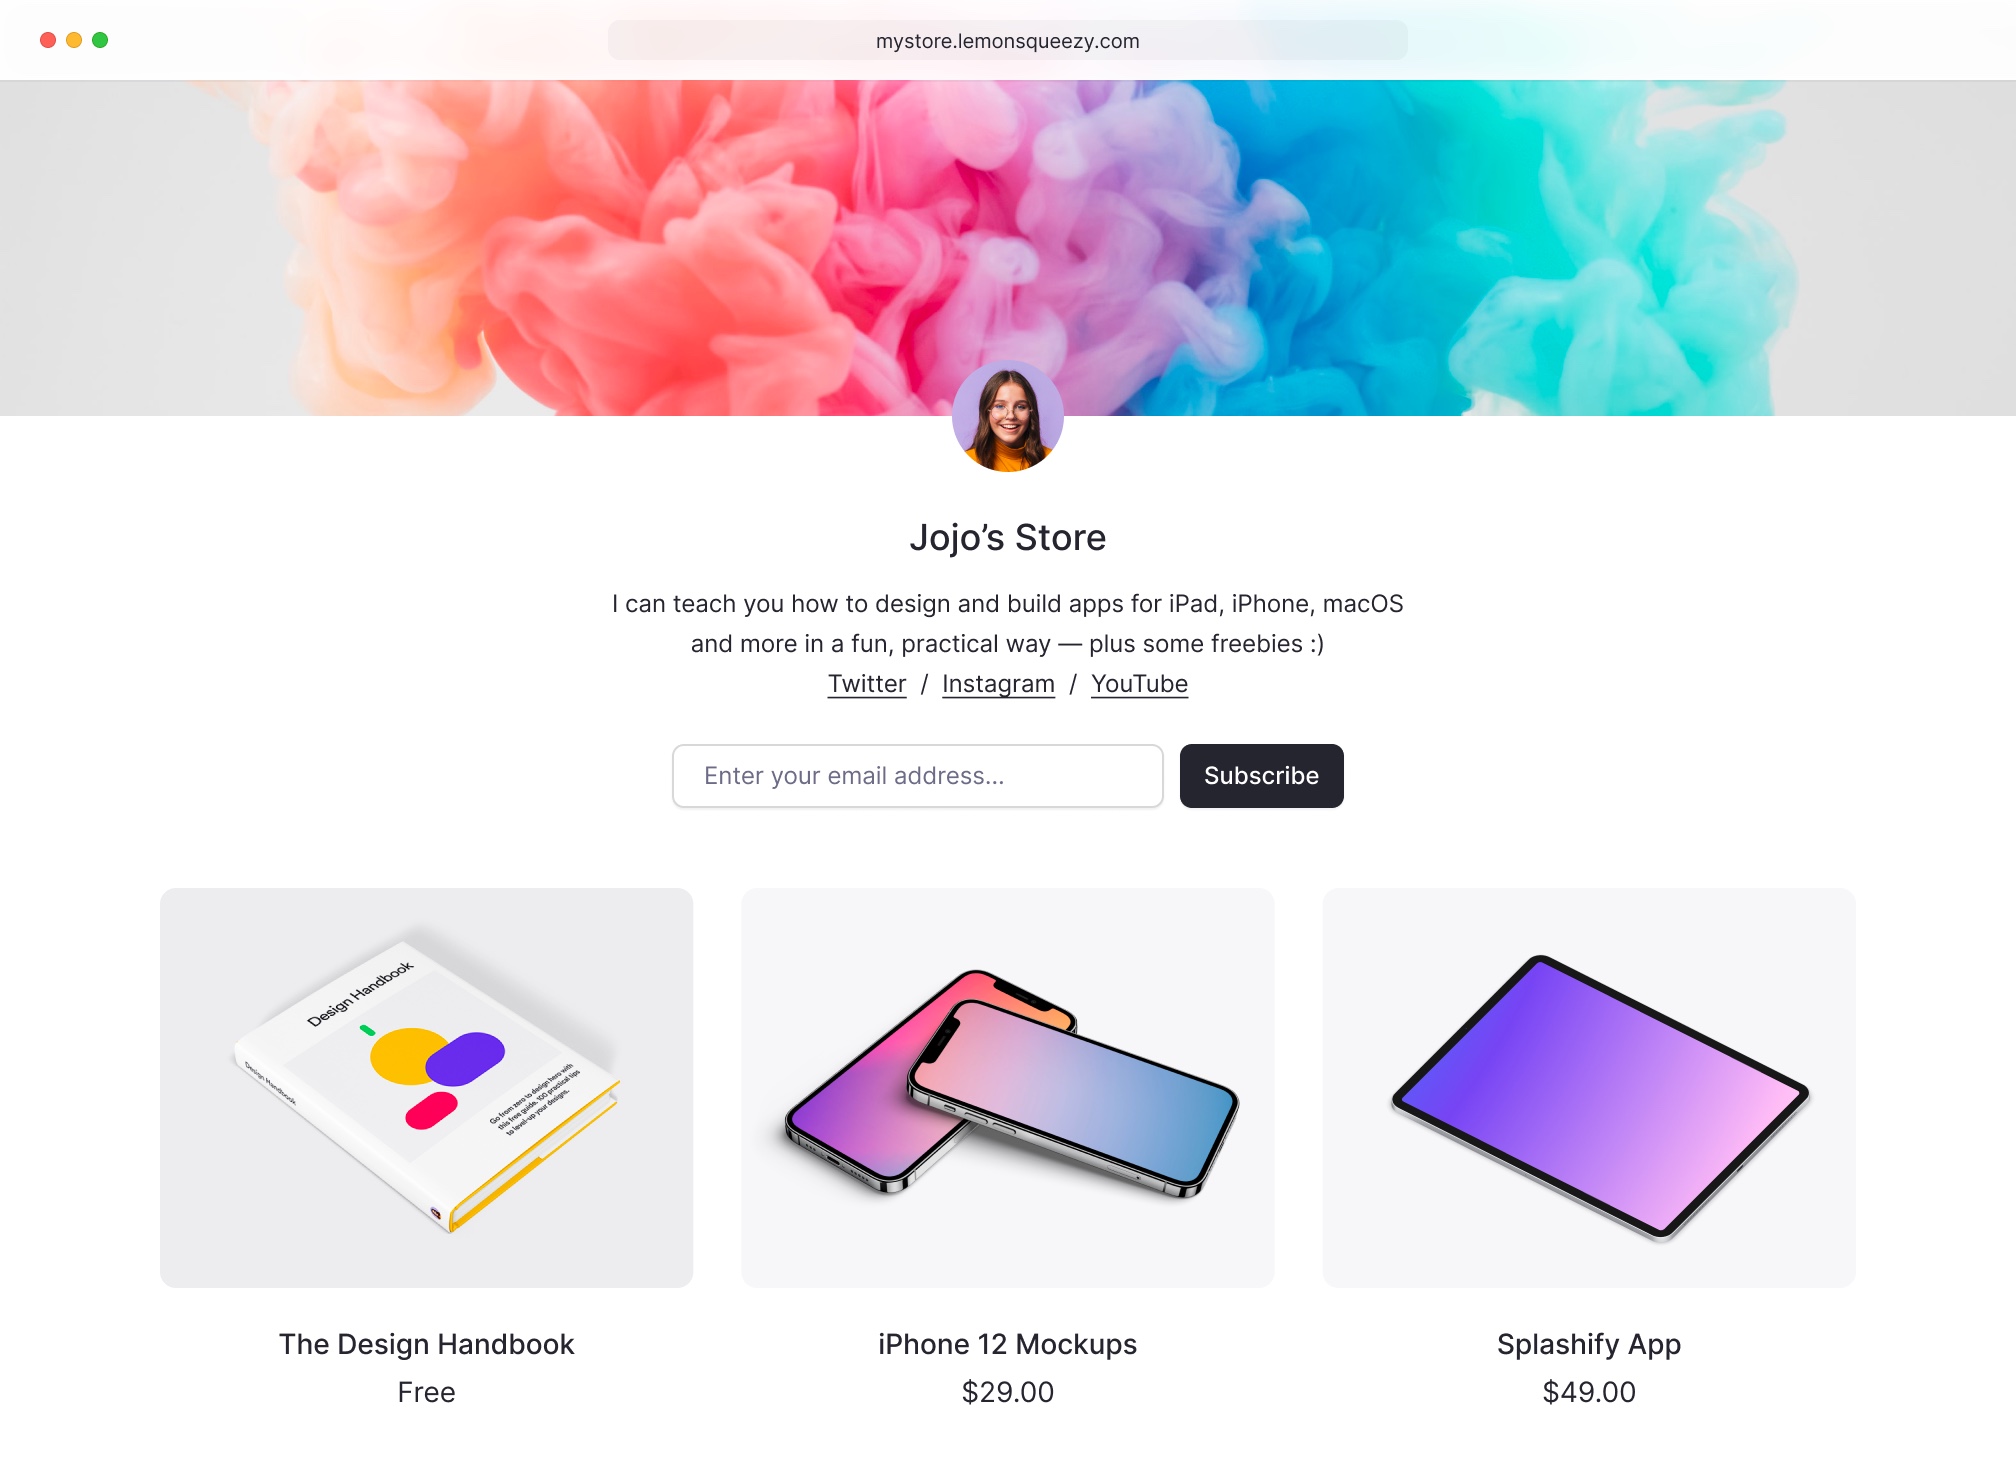 mystore.lemonsqueezy.com
Jojo’s Store
I can teach you how to design and build apps for iPad, iPhone, macOS
and more in a fun, practical way — plus some freebies :)
Twitter / Instagram / YouTube
Enter your email address...
Subscribe
Design Handbook
Design Handbook
Go from zero to design hero with
this free guide. 100 practical tips
to level-up your designs.
The Design Handbook
Free
iPhone 12 Mockups
$29.00
Splashify App
$49.00